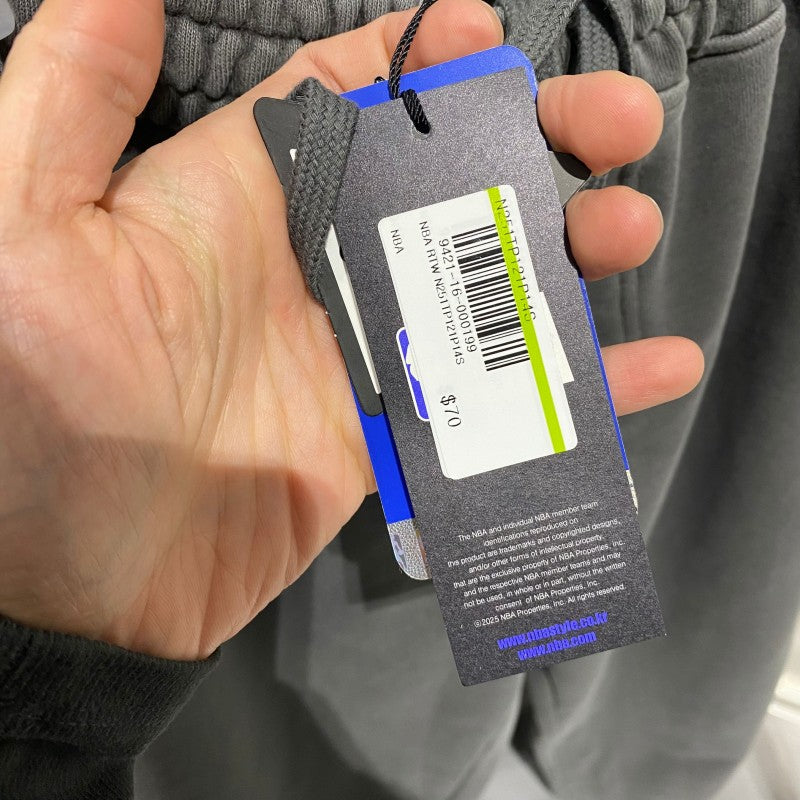 N251TP121P14S
9421-16-000199
NBA RTW N251TP121P14S
NBA
$70
The NBA and individual NBA member team
identifications reproduced on
this product are trademarks and copyrighted designs,
and/or other forms of intellectual property,
that are the exclusive property of NBA Properties, Inc.
and the respective NBA member teams and may
not be used, in whole or in part, without the written
consent of NBA Properties, Inc.
©2025 NBA Properties, Inc. All rights reserved.
www.nbastyle.co.kr
www.nba.com